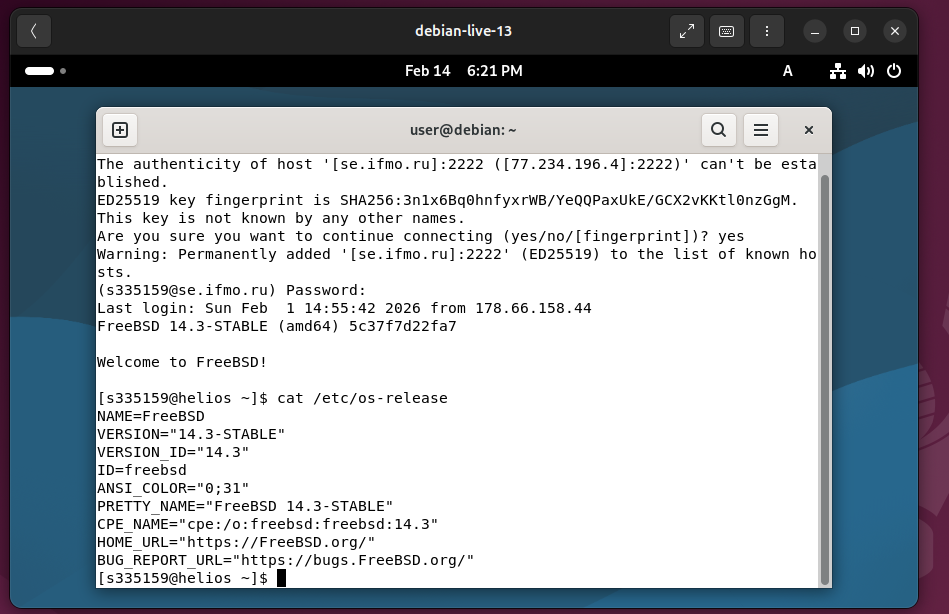 debian-live-13
Feb 14 6:21 PM
A
user@debian: ~
The authenticity of host '[se.ifmo.ru]:2222 ([77.234.196.4]:2222)' can't be esta
blished.
ED25519 key fingerprint is SHA256:3n1x6Bq0hnfyxrWB/YeQQPaxUkE/GCX2vKKtl0nzGgM.
This key is not known by any other names.
Are you sure you want to continue connecting (yes/no/[fingerprint])? yes
Warning: Permanently added '[se.ifmo.ru]:2222' (ED25519) to the list of known ho
sts.
(s335159@se.ifmo.ru) Password:
Last login: Sun Feb  1 14:55:42 2026 from 178.66.158.44
FreeBSD 14.3-STABLE (amd64) 5c37f7d22fa7
Welcome to FreeBSD!
[s335159@helios ~]$ cat /etc/os-release
NAME=FreeBSD
VERSION="14.3-STABLE"
VERSION_ID="14.3"
ID=freebsd
ANSI_COLOR="0;31"
PRETTY_NAME="FreeBSD 14.3-STABLE"
CPE_NAME="cpe:/o:freebsd:freebsd:14.3"
HOME_URL="https://FreeBSD.org/"
BUG_REPORT_URL="https://bugs.FreeBSD.org/"
[s335159@helios ~]$